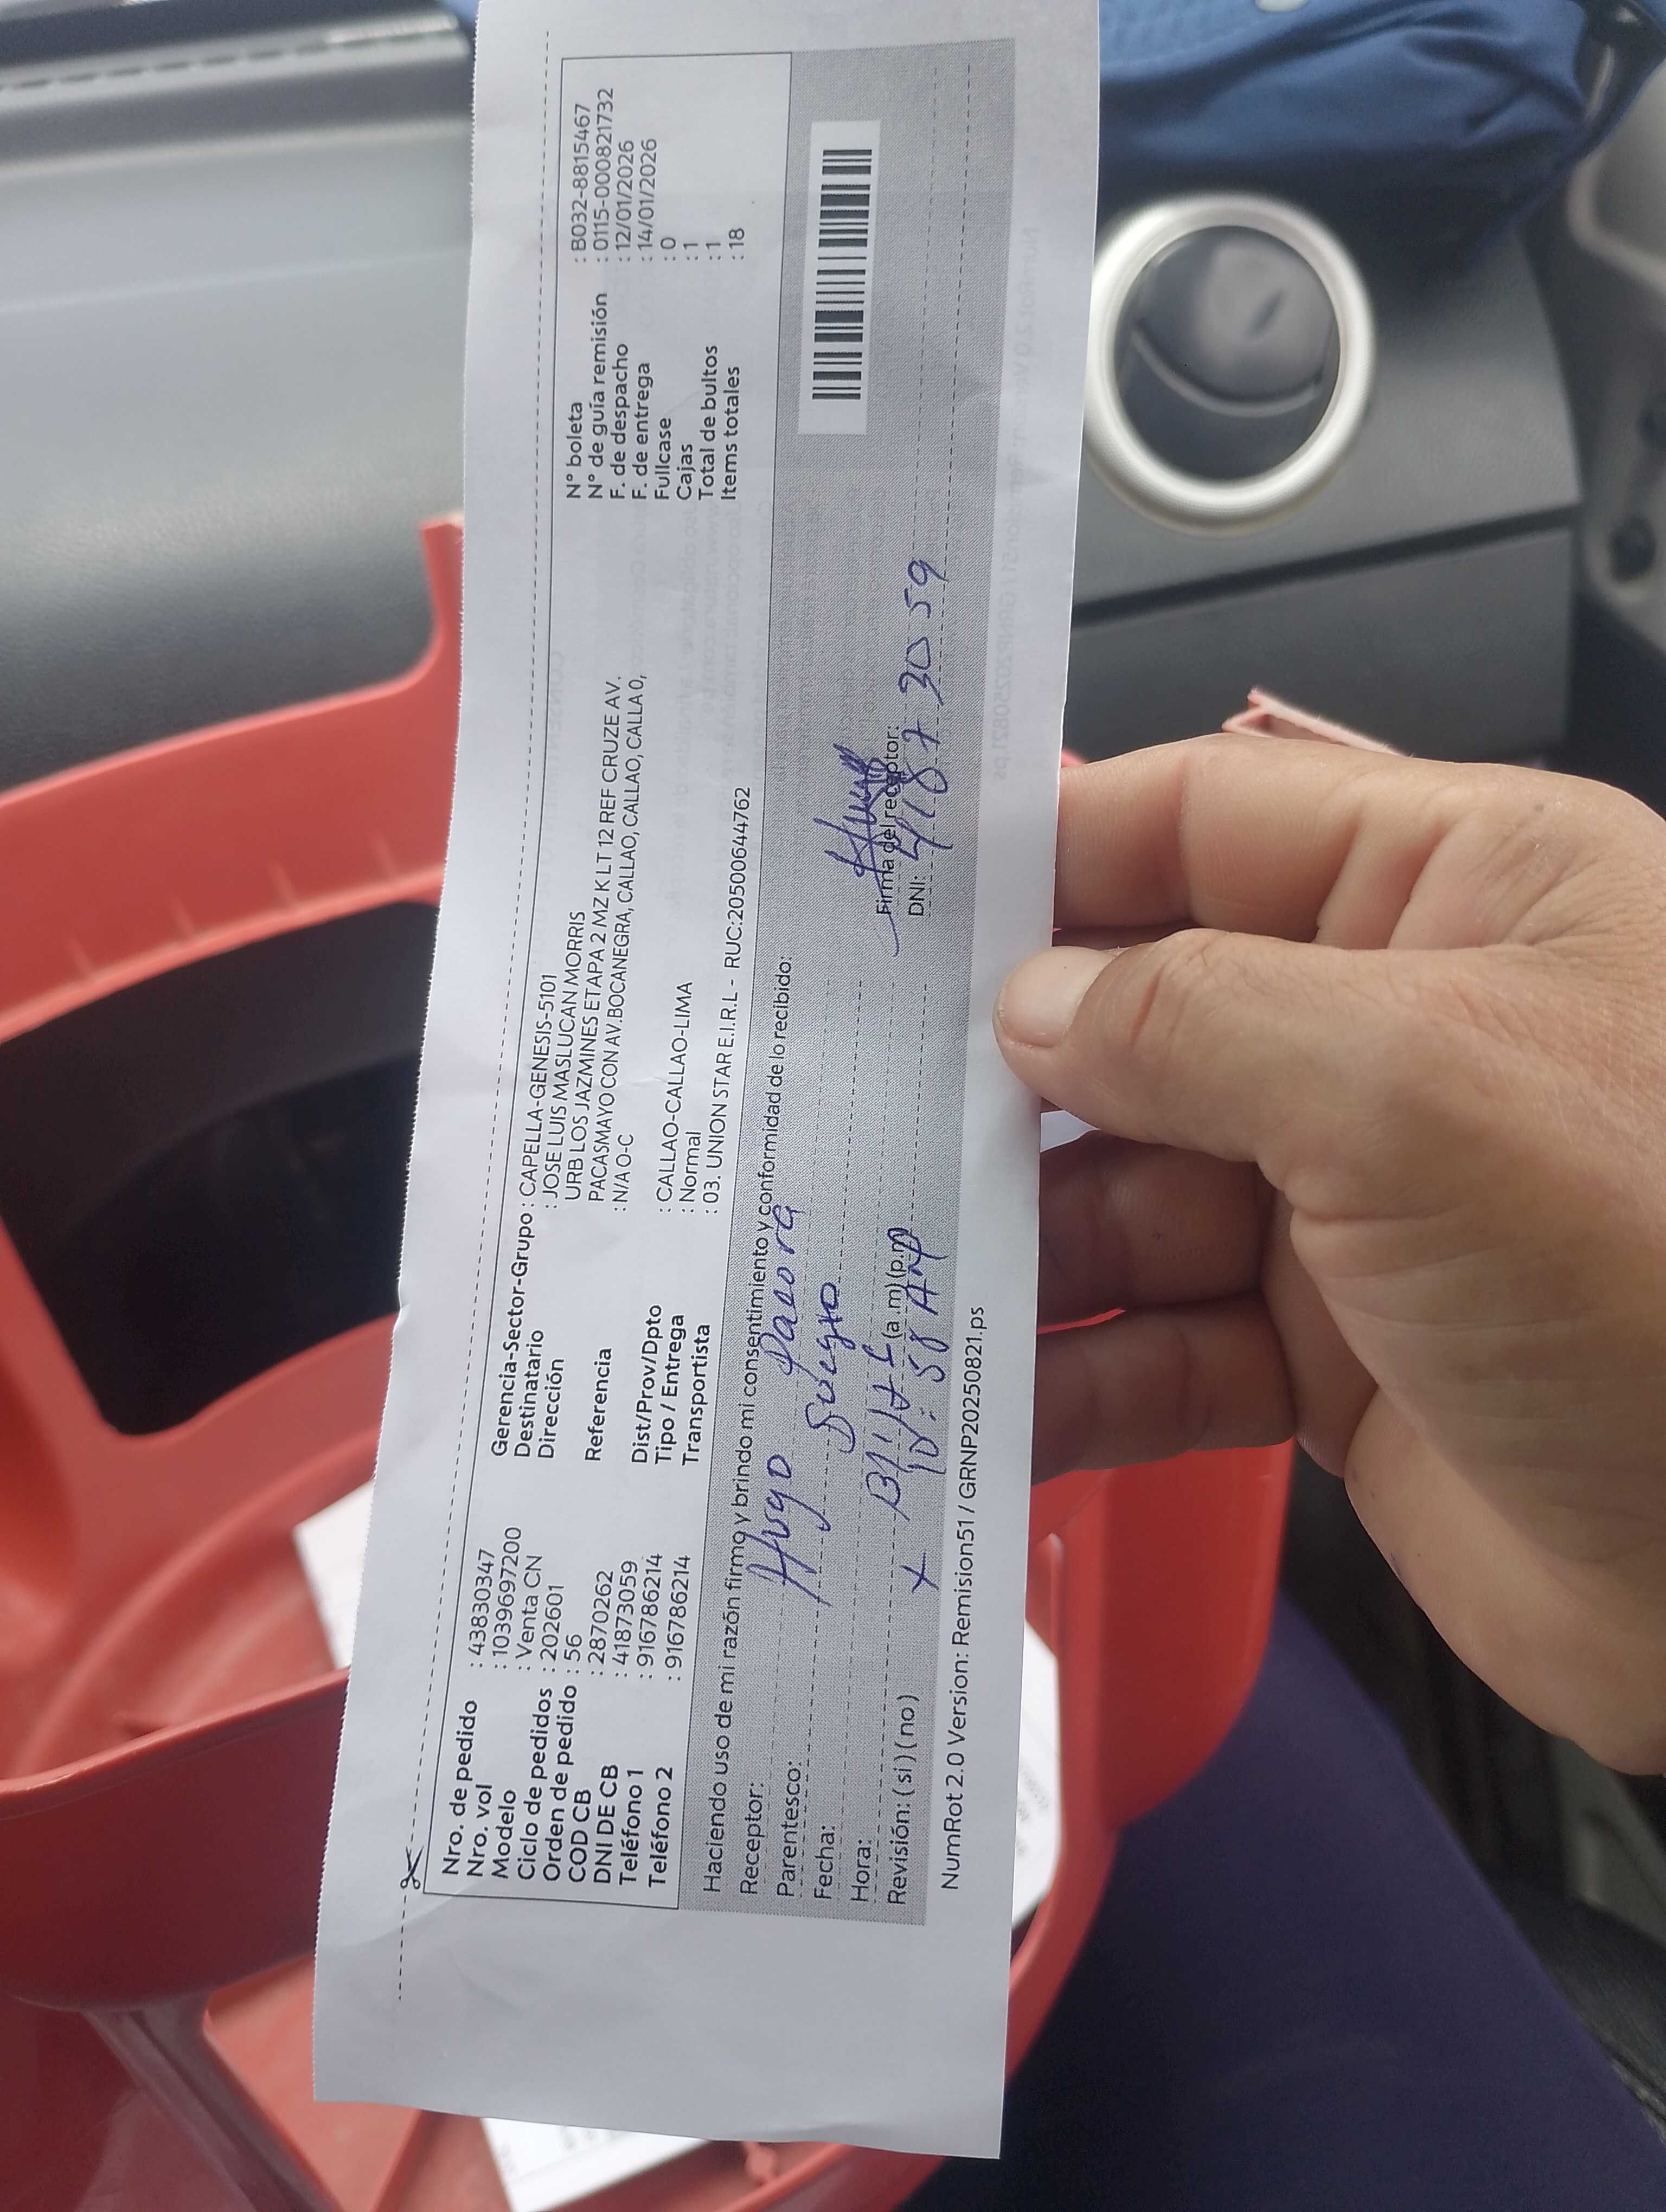 Nro. de pedido : 43830347
Nro. vol : 1039697200
Modelo : Venta CN
Ciclo de pedidos : 202601
Orden de pedido : 56
COD CB : 2870262
DNI DE CB : 41873059
Teléfono 1 : 916786214
Teléfono 2 : 916786214
Gerencia-Sector-Grupo : CAPELLA-GENESIS-5101
Destinatario : JOSE LUIS MASLUCAN MORRIS
Dirección URB LOS JAZMINES ETAPA 2 MZ K LT 12 REF CRUZE AV.
PACASMAYO CON AV.BOCANEGRA, CALLAO, CALLAO, CALLA 0,
Referencia : N/A 0-C
Dist/Prov/Dpto : CALLAO-CALLAO-LIMA
Tipo / Entrega : Normal
Transportista : 03. UNION STAR E.I.R.L - RUC:20500644762
N° boleta : B032-8815467
N° de guía remisión : 0115-0000821732
F. de despacho : 12/01/2026
F. de entrega : 14/01/2026
Fullcase : 0
Cajas : 1
Total de bultos : 1
Items totales : 18
Haciendo uso de mi razón firmo y brindo mi consentimiento y conformidad de lo recibido:
Receptor: Hugo
Parentesco: Suegro
Fecha:
Hora: (a.m) (p.m)
10:58 AM
Revisión: ( si ) ( no )
Firma del receptor:
DNI: 41873059
NumRot 2.0 Version: Remision51 / GRNP20250821.ps